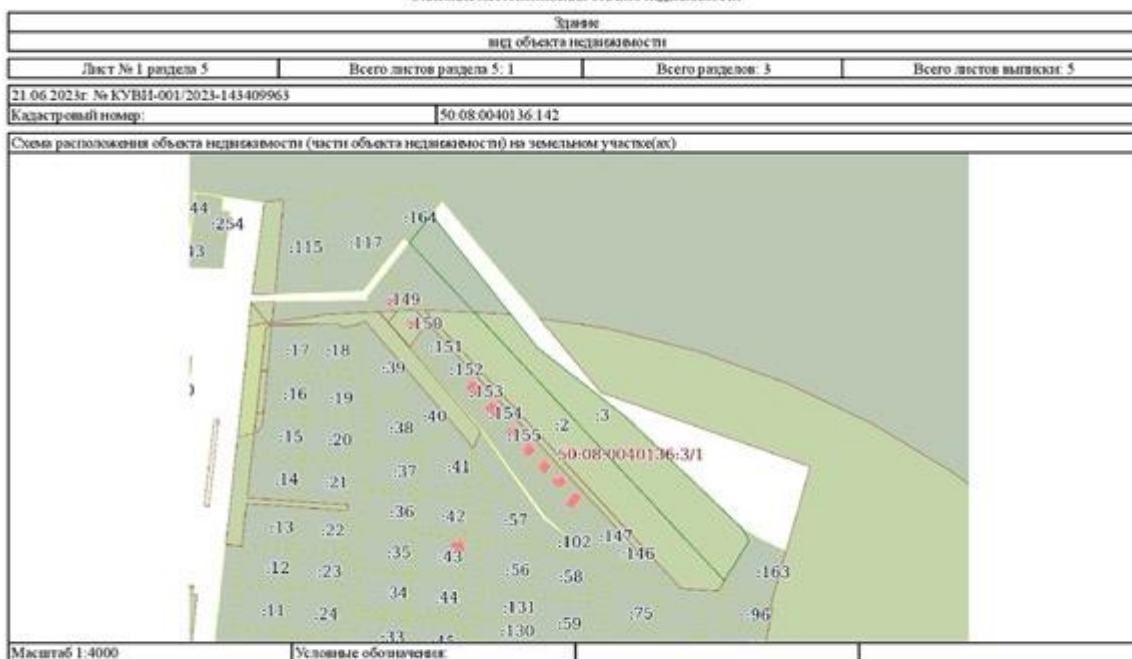 Здание
вид объекта недвижимости
Лист № 1 раздела 5 Всего листов раздела 5: 1 Всего разделов: 3 Всего листов выписки: 5
21.06.2023г. № КУВИ-001/2023-143409963
Кадастровый номер: 50:08:0040136:142
Схема расположения объекта недвижимости (части объекта недвижимости) на земельном участке(ах)
44 :164
:254
:115 :117
:149
:150
:17 :18 :151
:39 :152
:16 :19 :153
:40 :154 :3
:15 :20 :38 :155 :2
50:08:0040136:3/1
:14 :21 :37 :41
:13 :22 :36 :42 :57
:35 43 :102 :147
146
:12 :23 :56 :58 :163
34 44
:11 :24 :131 :59 :75 :96
:33 :130
Масштаб 1:4000 Условные обозначения: